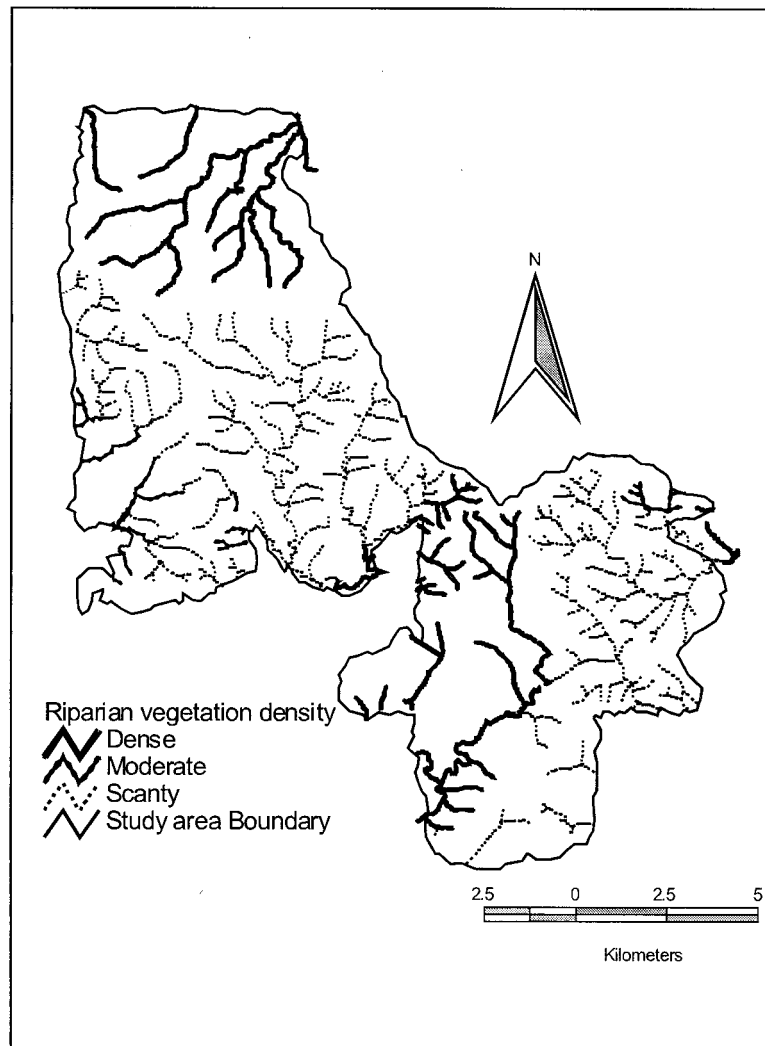 N
Riparian vegetation density
Dense
Moderate
Scanty
Study area Boundary
2.5 0 2.5 5
Kilometers